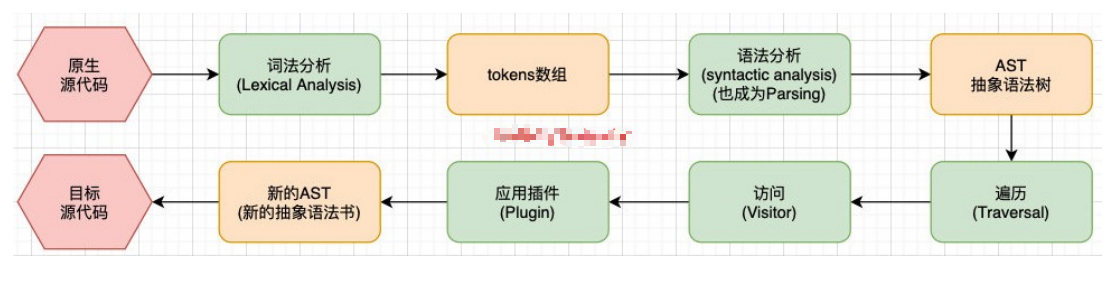 原生
源代码
词法分析
(Lexical Analysis)
tokens数组
语法分析
(syntactic analysis)
(也成为Parsing)
AST
抽象语法树
目标
源代码
新的AST
(新的抽象语法书)
应用插件
(Plugin)
访问
(Visitor)
遍历
(Traversal)